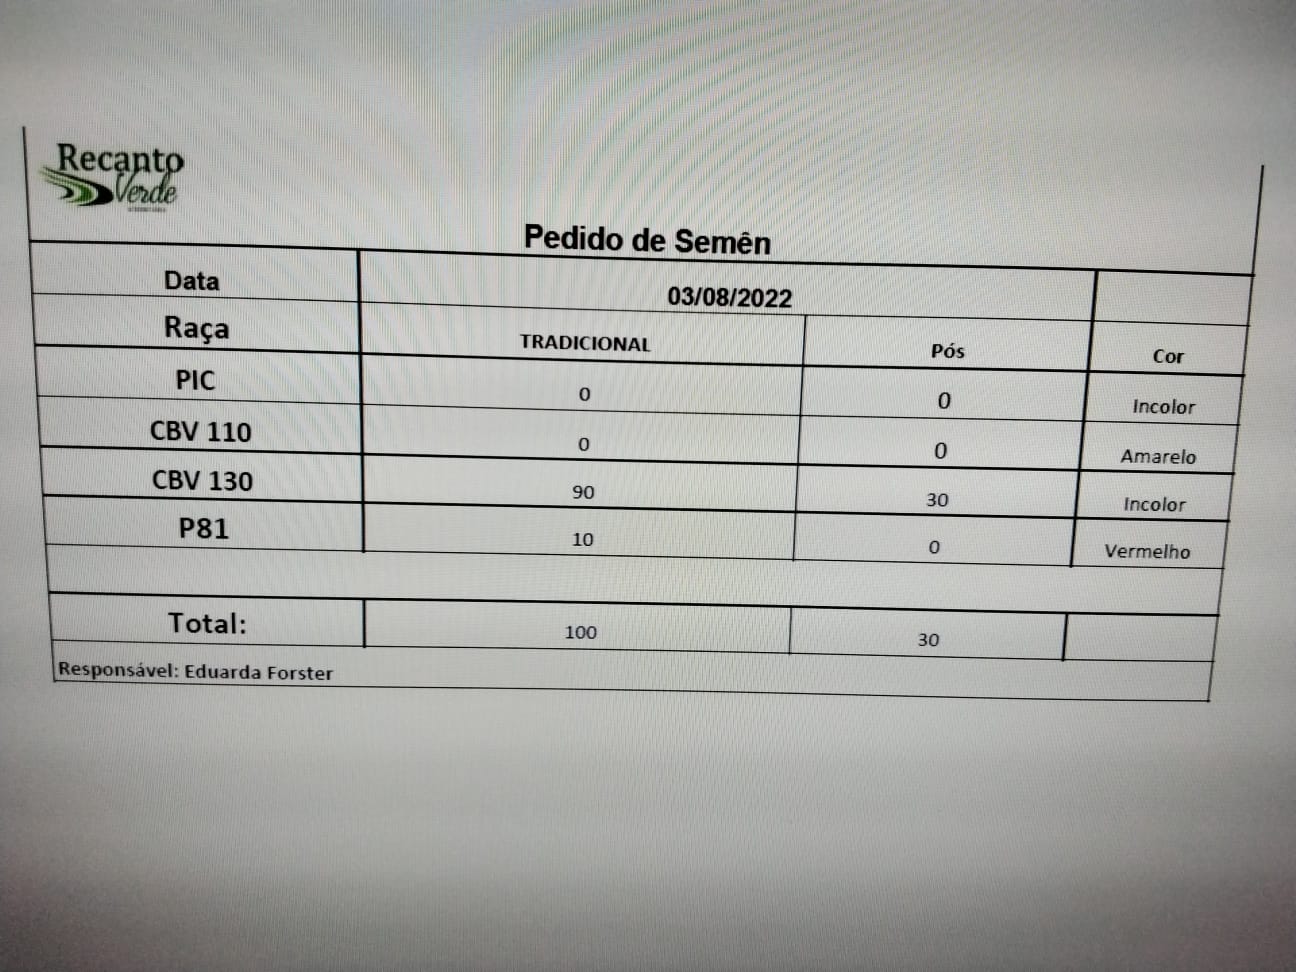 Recanto
Verde
Pedido de Semên
Data 03/08/2022
Raça TRADICIONAL Pós Cor
PIC 0 0 Incolor
CBV 110 0 0 Amarelo
CBV 130 90 30 Incolor
P81 10 0 Vermelho
Total: 100 30
Responsável: Eduarda Forster